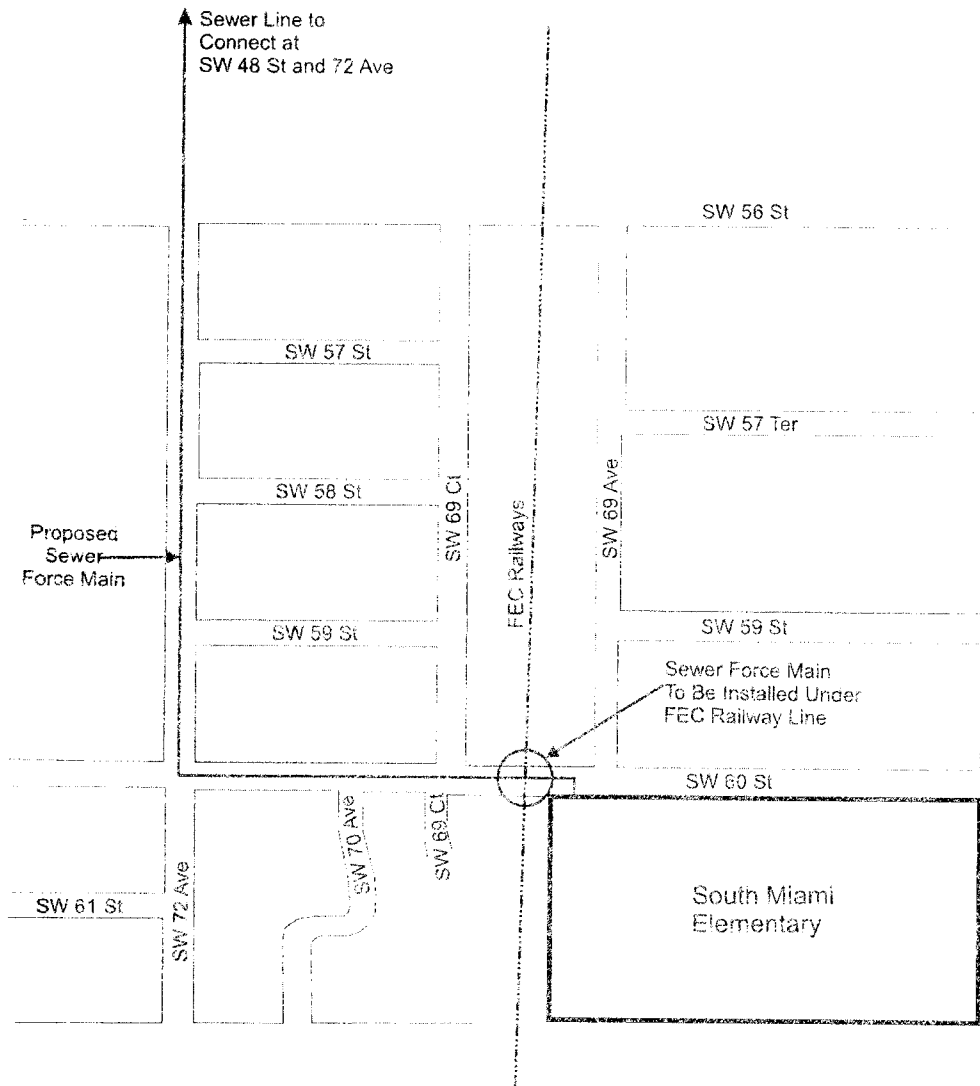 Sewer Line to
Connect at
SW 48 St and 72 Ave
SW 56 St
SW 57 St
SW 57 Ter
SW 58 St
SW 69 Ct
FEC Railways
SW 69 Ave
Proposed
Sewer
Force Main
SW 59 St
SW 59 St
Sewer Force Main
To Be Installed Under
FEC Railway Line
SW 60 St
SW 70 Ave
SW 69 Ct
SW 61 St
SW 72 Ave
South Miami
Elementary